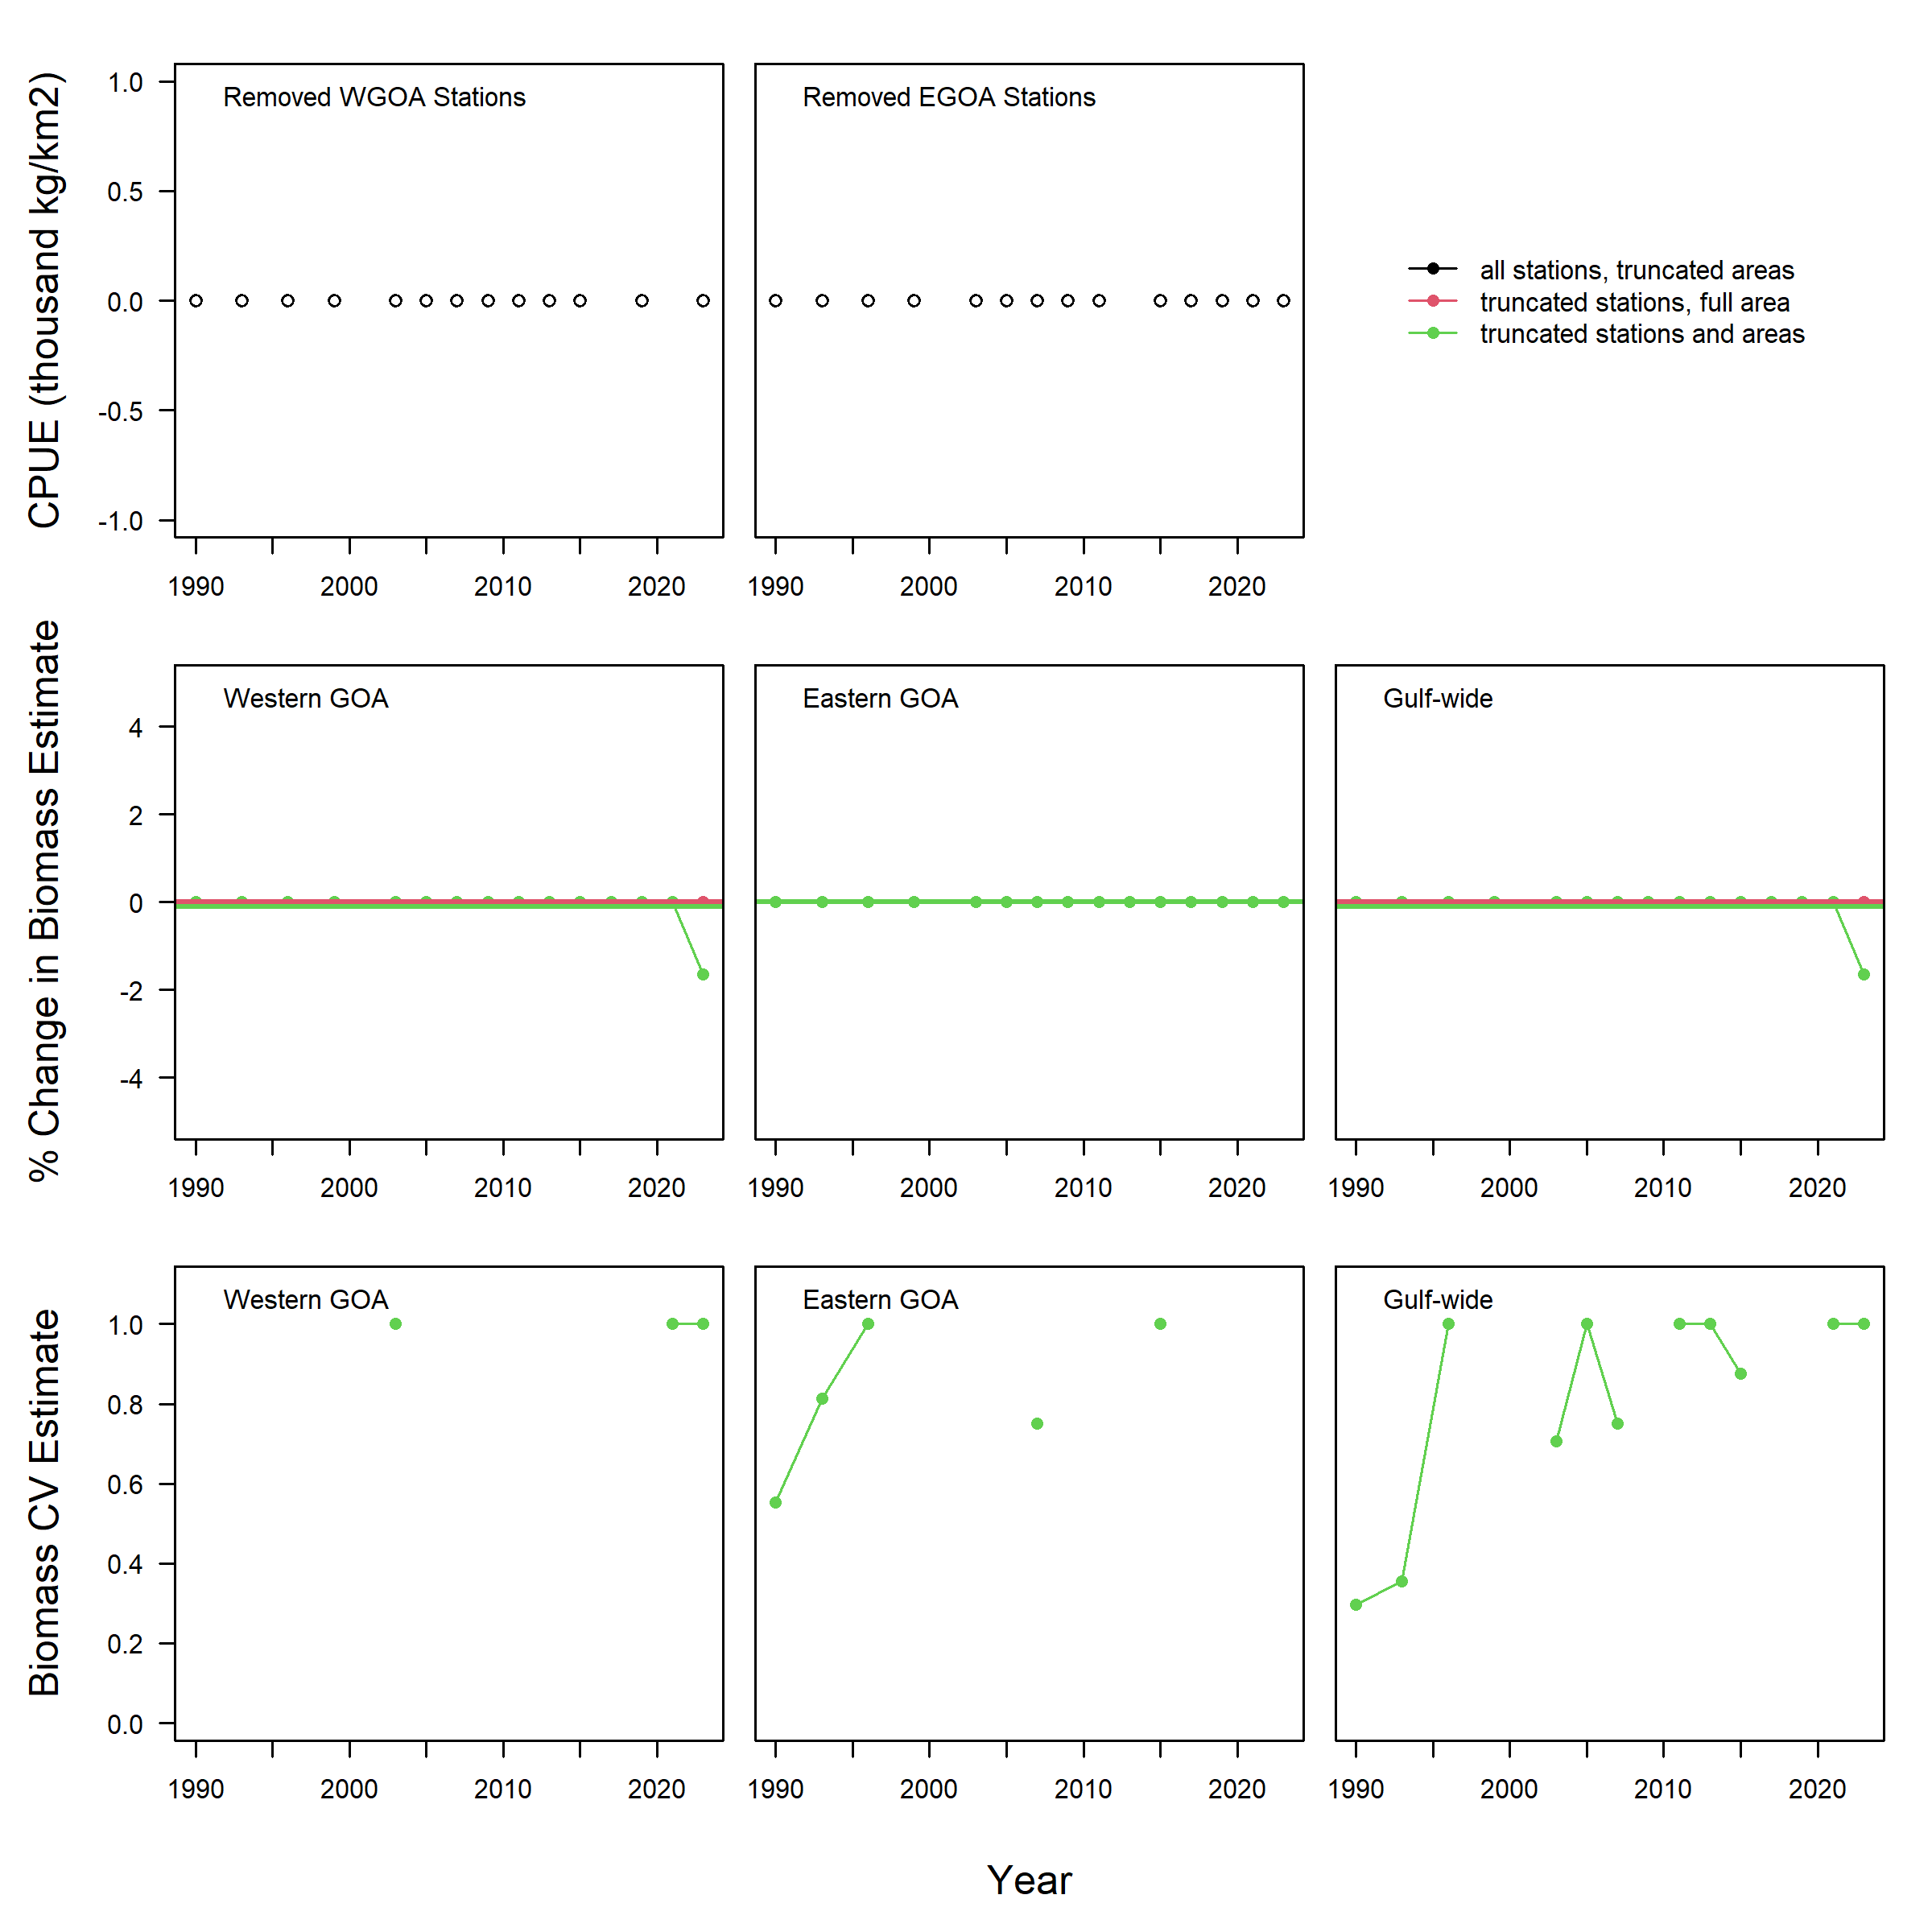 CPUE (thousand kg/km2)
1.0
0.5
0.0
-0.5
-1.0
Removed WGOA Stations
1990 2000 2010 2020
Removed EGOA Stations
1990 2000 2010 2020
all stations, truncated areas
truncated stations, full area
truncated stations and areas
% Change in Biomass Estimate
4
2
0
-2
-4
Western GOA
1990 2000 2010 2020
Eastern GOA
1990 2000 2010 2020
Gulf-wide
1990 2000 2010 2020
Biomass CV Estimate
1.0
0.8
0.6
0.4
0.2
0.0
Western GOA
1990 2000 2010 2020
Eastern GOA
1990 2000 2010 2020
Gulf-wide
1990 2000 2010 2020
Year